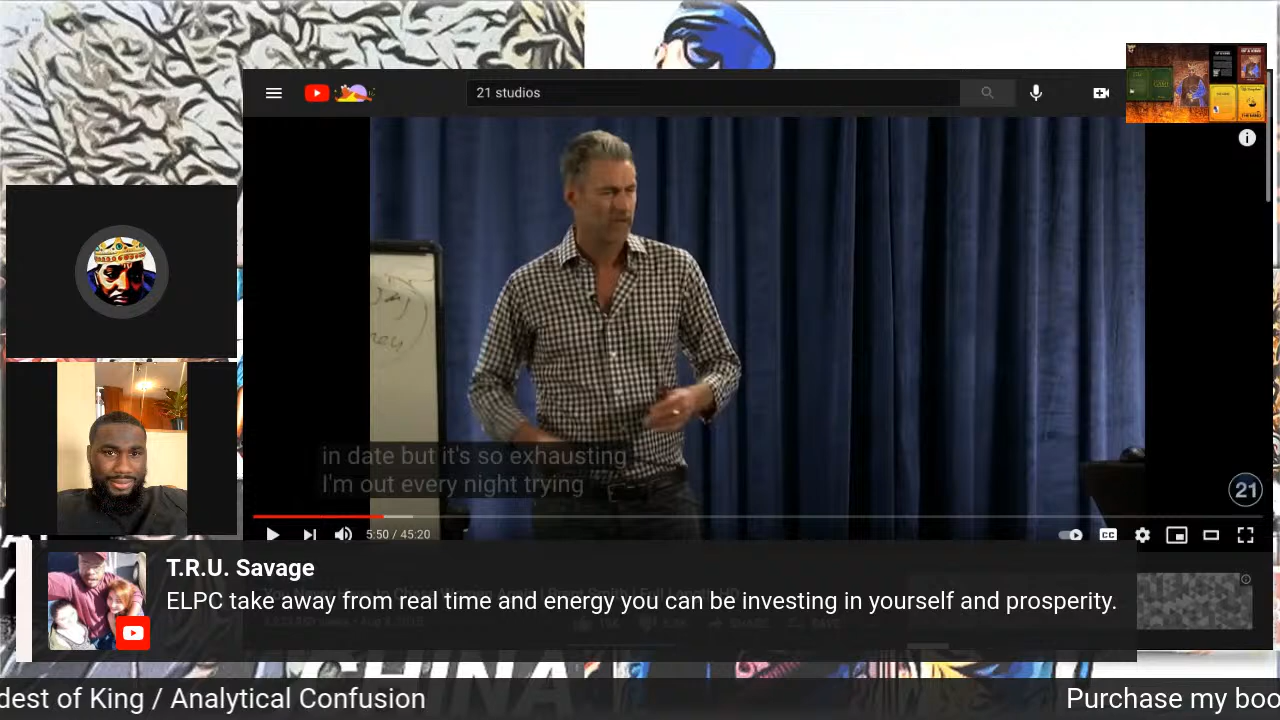 21 studios
in date but it's so exhausting
I'm out every night trying
21
5:50 / 45:20
CC
T.R.U. Savage
ELPC take away from real time and energy you can be investing in yourself and prosperity.
CHINA
dest of King / Analytical Confusion
Purchase my boo